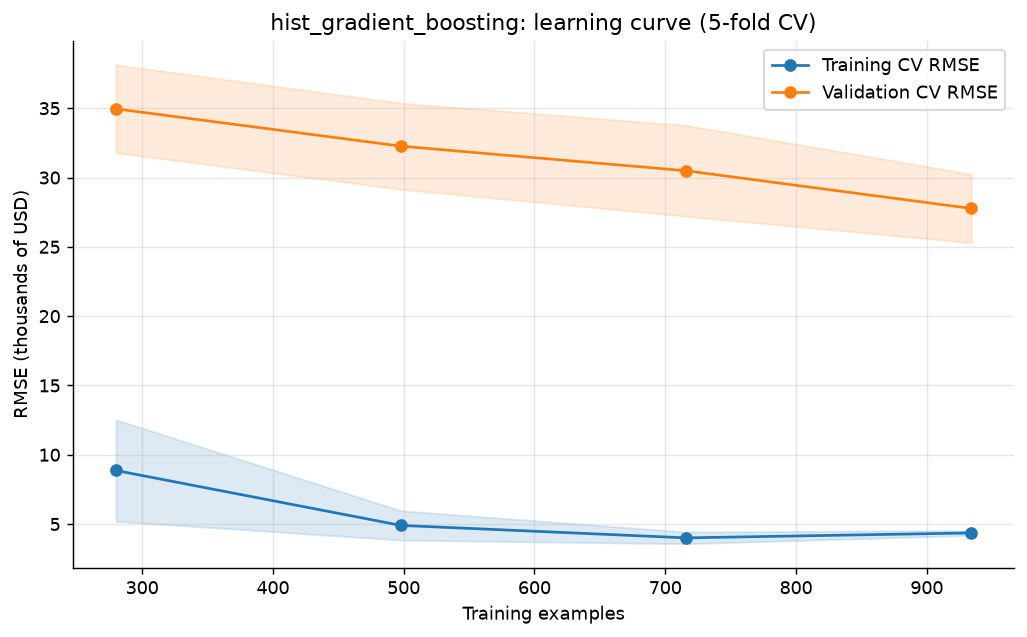 hist_gradient_boosting: learning curve (5-fold CV)
Training CV RMSE
Validation CV RMSE
RMSE (thousands of USD)
35
30
25
20
15
10
5
300 400 500 600 700 800 900
Training examples